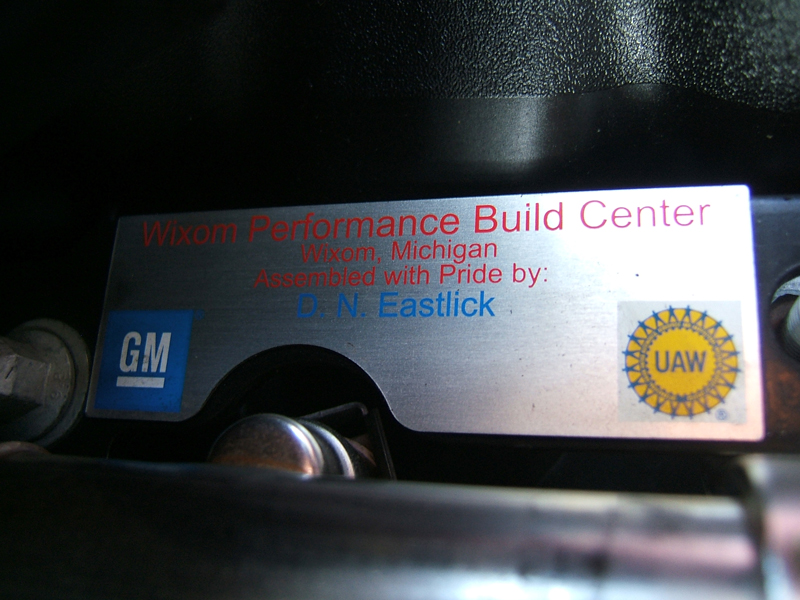 Wixom Performance Build Center
Wixom, Michigan
Assembled with Pride by:
D. N. Eastlick
GM
UAW
®